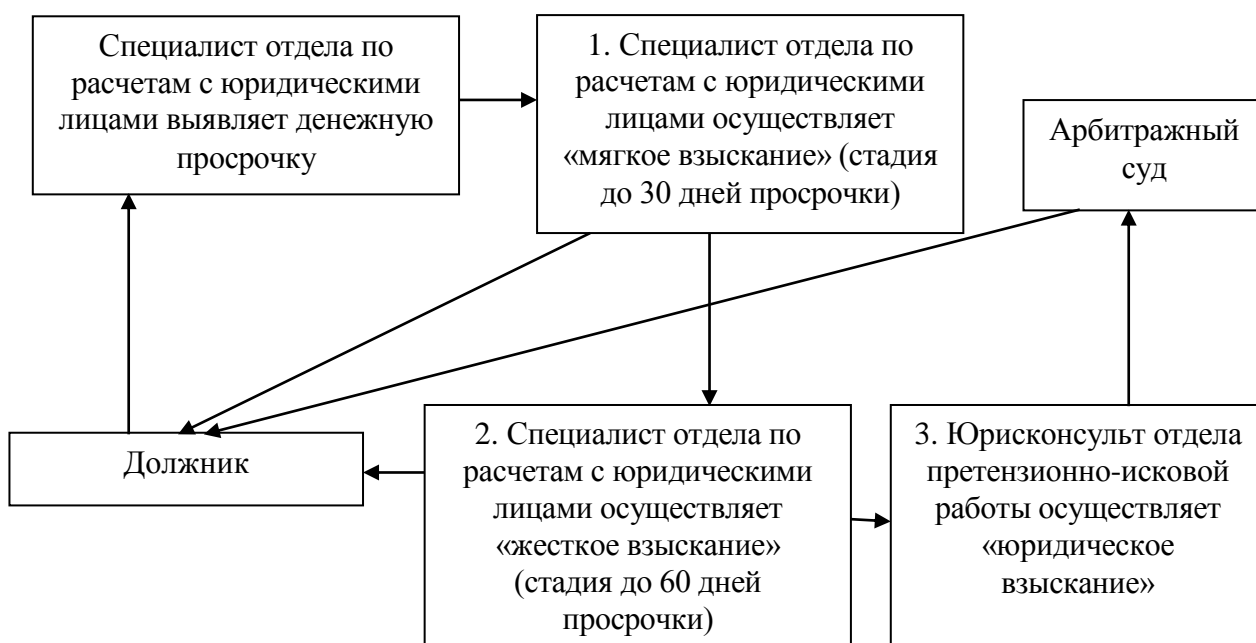 Специалист отдела по
расчетам с юридическими
лицами выявляет денежную
просрочку
1. Специалист отдела по
расчетам с юридическими
лицами осуществляет
«мягкое взыскание» (стадия
до 30 дней просрочки)
Арбитражный
суд
Должник
2. Специалист отдела по
расчетам с юридическими
лицами осуществляет
«жесткое взыскание»
(стадия до 60 дней
просрочки)
3. Юрисконсульт отдела
претензионно-исковой
работы осуществляет
«юридическое
взыскание»